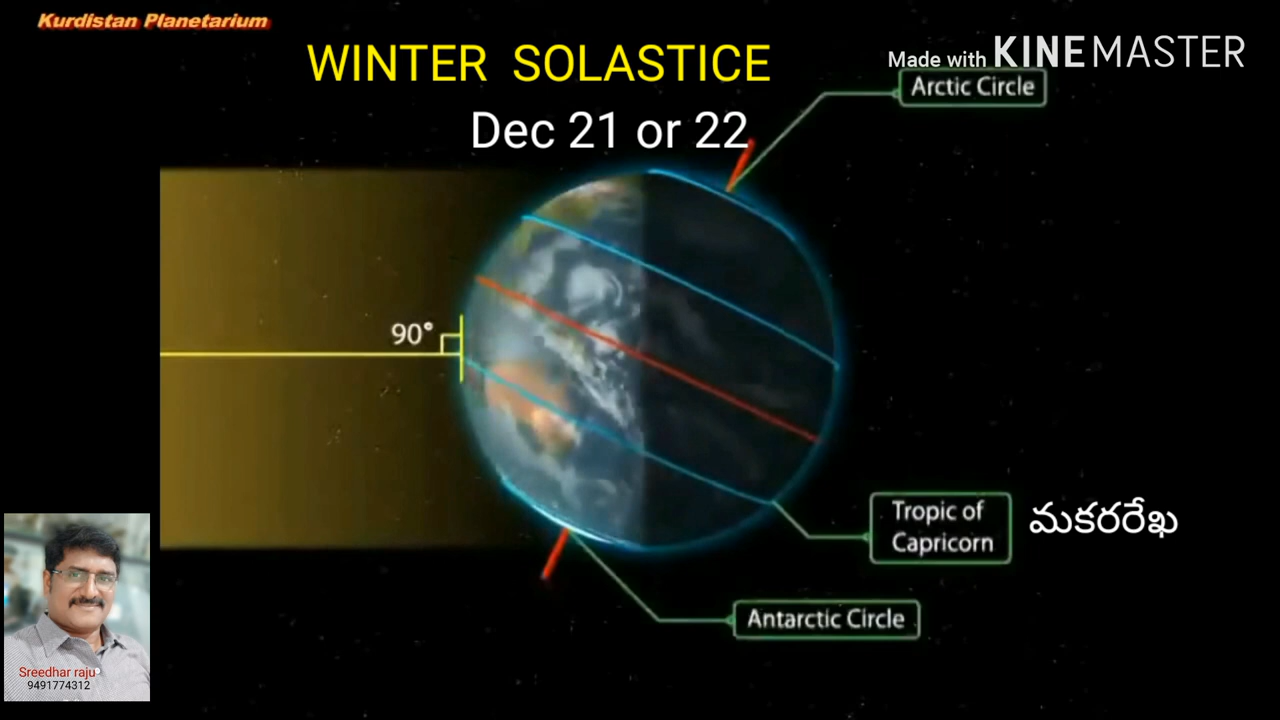 Kurdistan Planetarium
WINTER SOLASTICE
Made with KINEMASTER
Arctic Circle
Dec 21 or 22
90°
Tropic of
Capricorn
మకరరేఖ
Antarctic Circle
Sreedhar raju
9491774312